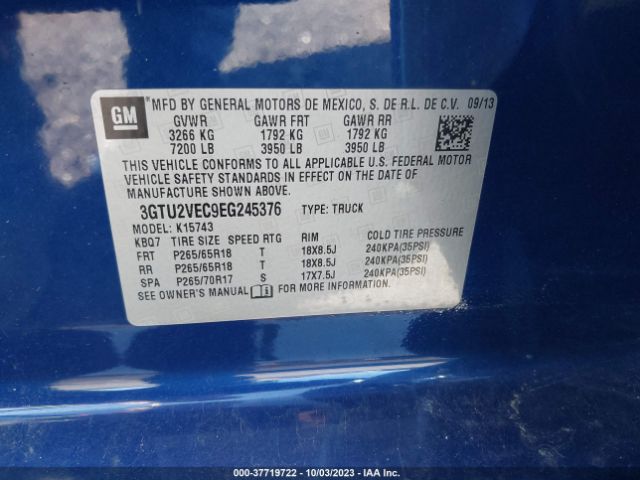 GM
MFD BY GENERAL MOTORS DE MEXICO, S. DE R.L. DE C.V. 09/13
GVWR GAWR FRT GAWR RR
3266 KG 1792 KG 1792 KG
7200 LB 3950 LB 3950 LB
THIS VEHICLE CONFORMS TO ALL APPLICABLE U.S. FEDERAL MOTOR
VEHICLE SAFETY STANDARDS IN EFFECT ON THE DATE OF
MANUFACTURE SHOWN ABOVE.
3GTU2VEC9EG245376 TYPE: TRUCK
MODEL: K15743
KBQ7 TIRE SIZE SPEED RTG RIM COLD TIRE PRESSURE
FRT P265/65R18 T 18X8.5J 240KPA(35PSI)
RR P265/65R18 T 18X8.5J 240KPA(35PSI)
SPA P265/70R17 S 17X7.5J 240KPA(35PSI)
SEE OWNER'S MANUAL FOR MORE INFORMATION.
© - 37719722 - 10/03/2023 - IAA Inc.